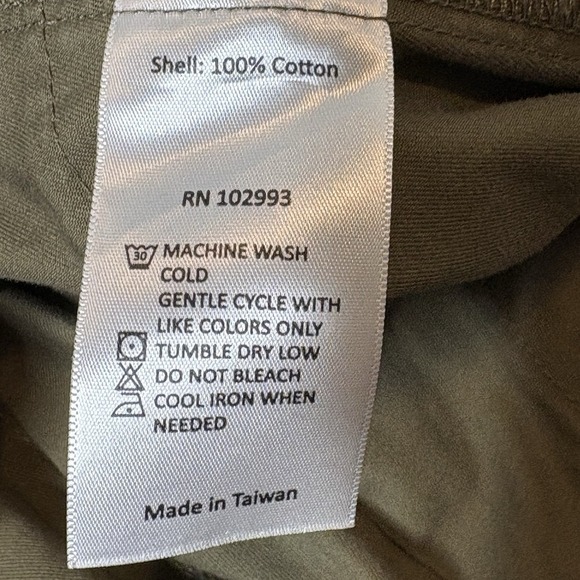 Shell: 100% Cotton
RN 102993
30 MACHINE WASH
COLD
GENTLE CYCLE WITH
LIKE COLORS ONLY
TUMBLE DRY LOW
DO NOT BLEACH
COOL IRON WHEN
NEEDED
Made in Taiwan